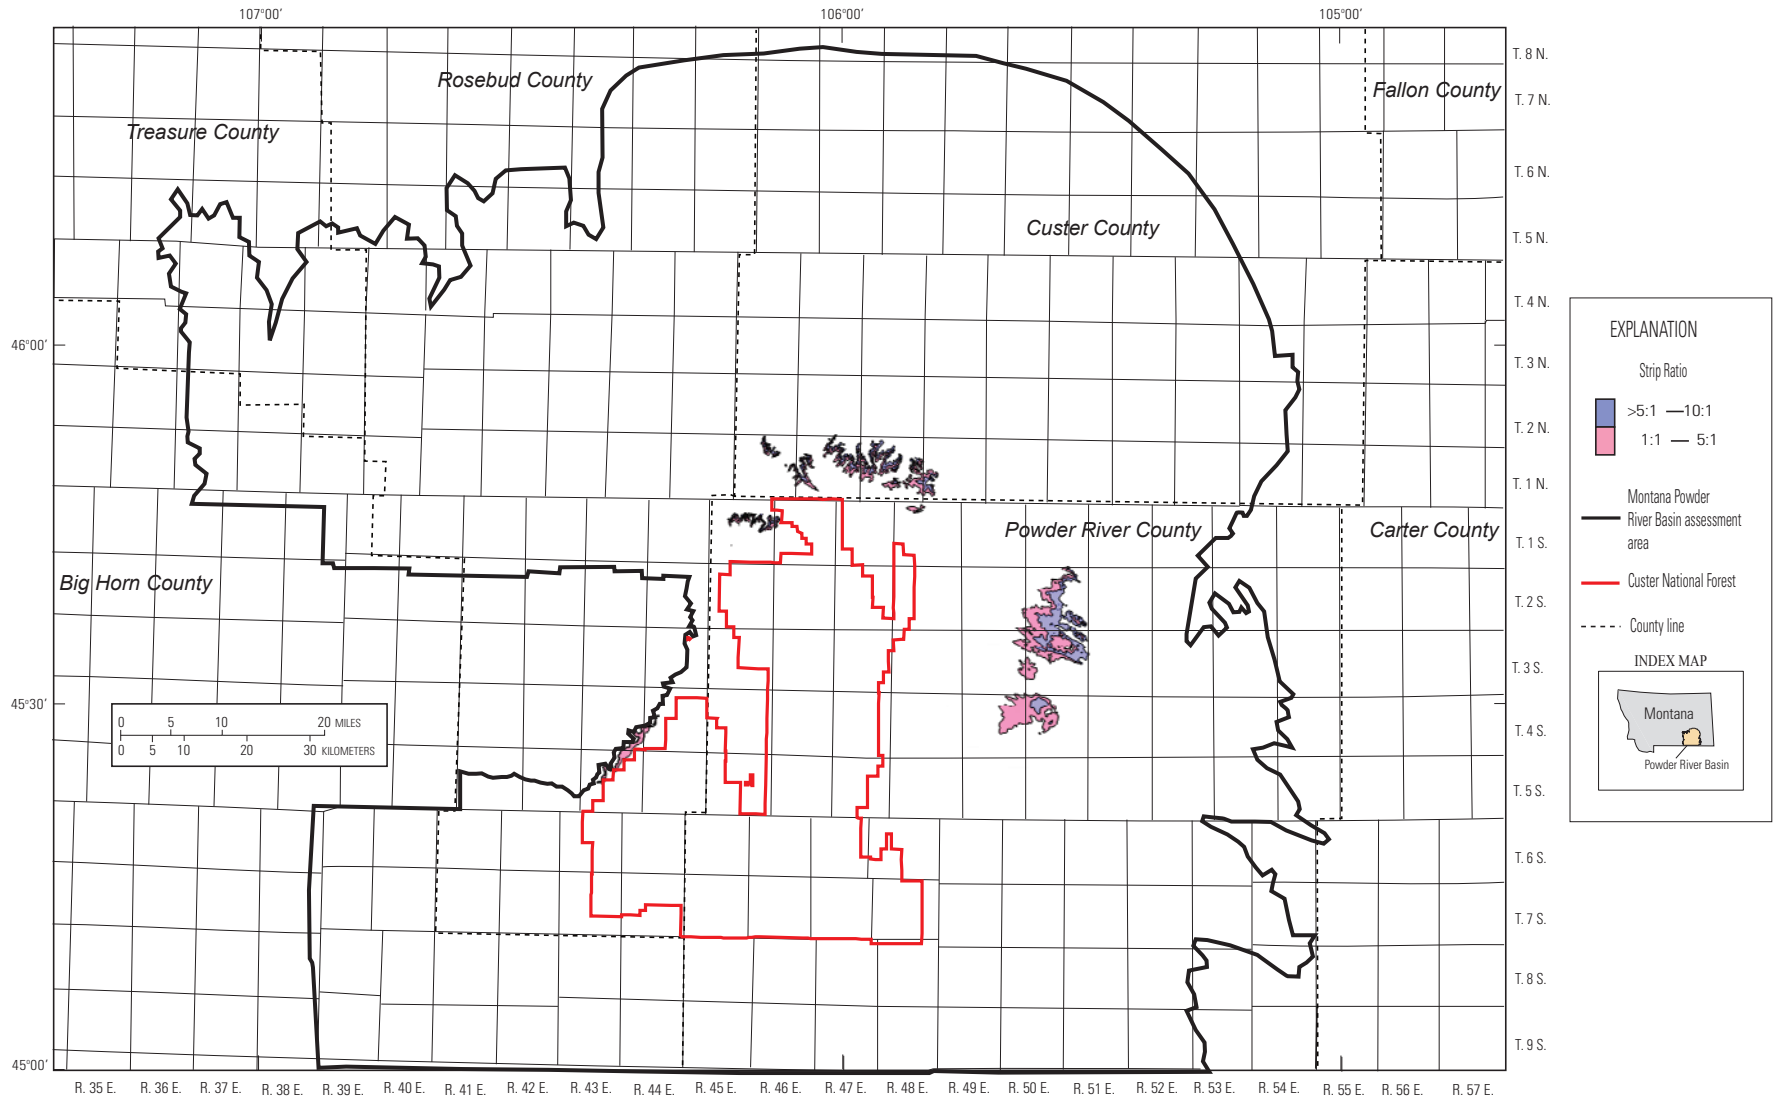 107°00′ 106°00′ 105°00′
T. 8 N.
Rosebud County
Fallon County
T. 7 N.
Treasure County
T. 6 N.
Custer County
T. 5 N.
T. 4 N.
46°00′
T. 3 N.
T. 2 N.
T. 1 N.
Powder River County
Carter County
T. 1 S.
Big Horn County
T. 2 S.
T. 3 S.
45°30′
0 5 10 20 MILES
0 5 10 20 30 KILOMETERS
T. 4 S.
T. 5 S.
T. 6 S.
T. 7 S.
T. 8 S.
T. 9 S.
45°00′
R. 35 E. R. 36 E. R. 37 E. R. 38 E. R. 39 E. R. 40 E. R. 41 E. R. 42 E. R. 43 E. R. 44 E. R. 45 E. R. 46 E. R. 47 E. R. 48 E. R. 49 E. R. 50 E. R. 51 E. R. 52 E. R. 53 E. R. 54 E. R. 55 E. R. 56 E. R. 57 E.
EXPLANATION
Strip Ratio
>5:1 — 10:1
1:1 — 5:1
Montana Powder
River Basin assessment
area
Custer National Forest
County line
INDEX MAP
Montana
Powder River Basin